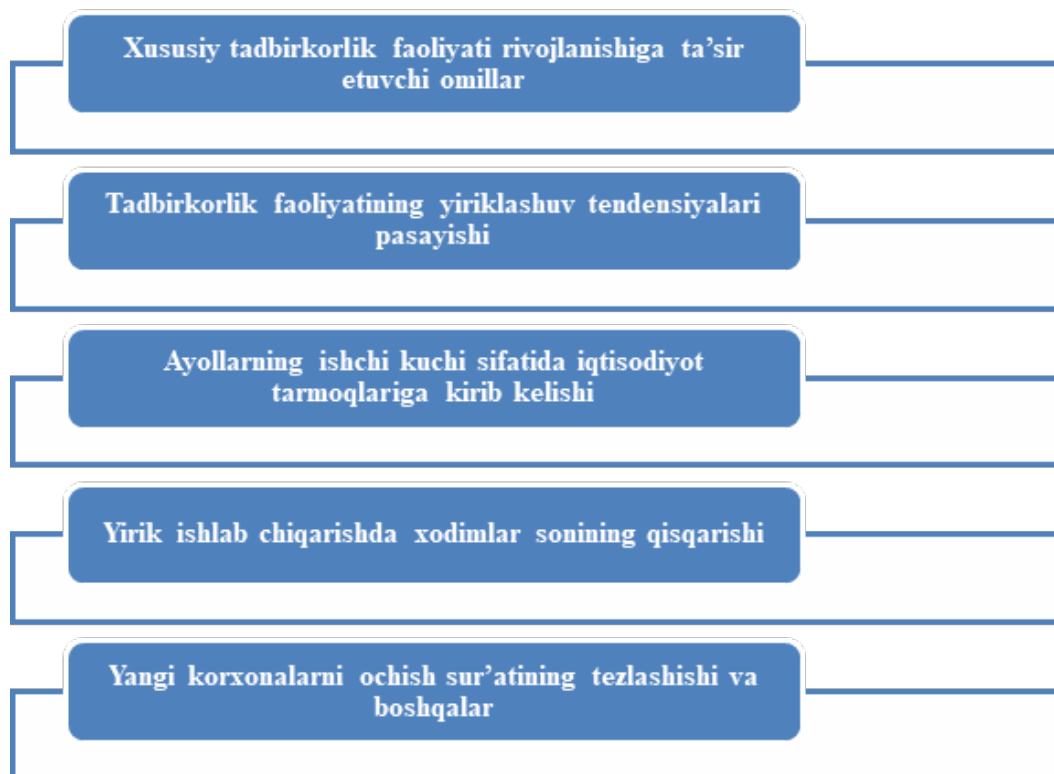 Xususiy tadbirkorlik faoliyati rivojlanishiga ta’sir
etuvchi omillar
Tadbirkorlik faoliyatining yiriklashuv tendensiyalari
pasayishi
Ayollarning ishchi kuchi sifatida iqtisodiyot
tarmoqlariga kirib kelishi
Yirik ishlab chiqarishda xodimlar sonining qisqarishi
Yangi korxonalarni ochish sur’atining tezlashishi va
boshqalar